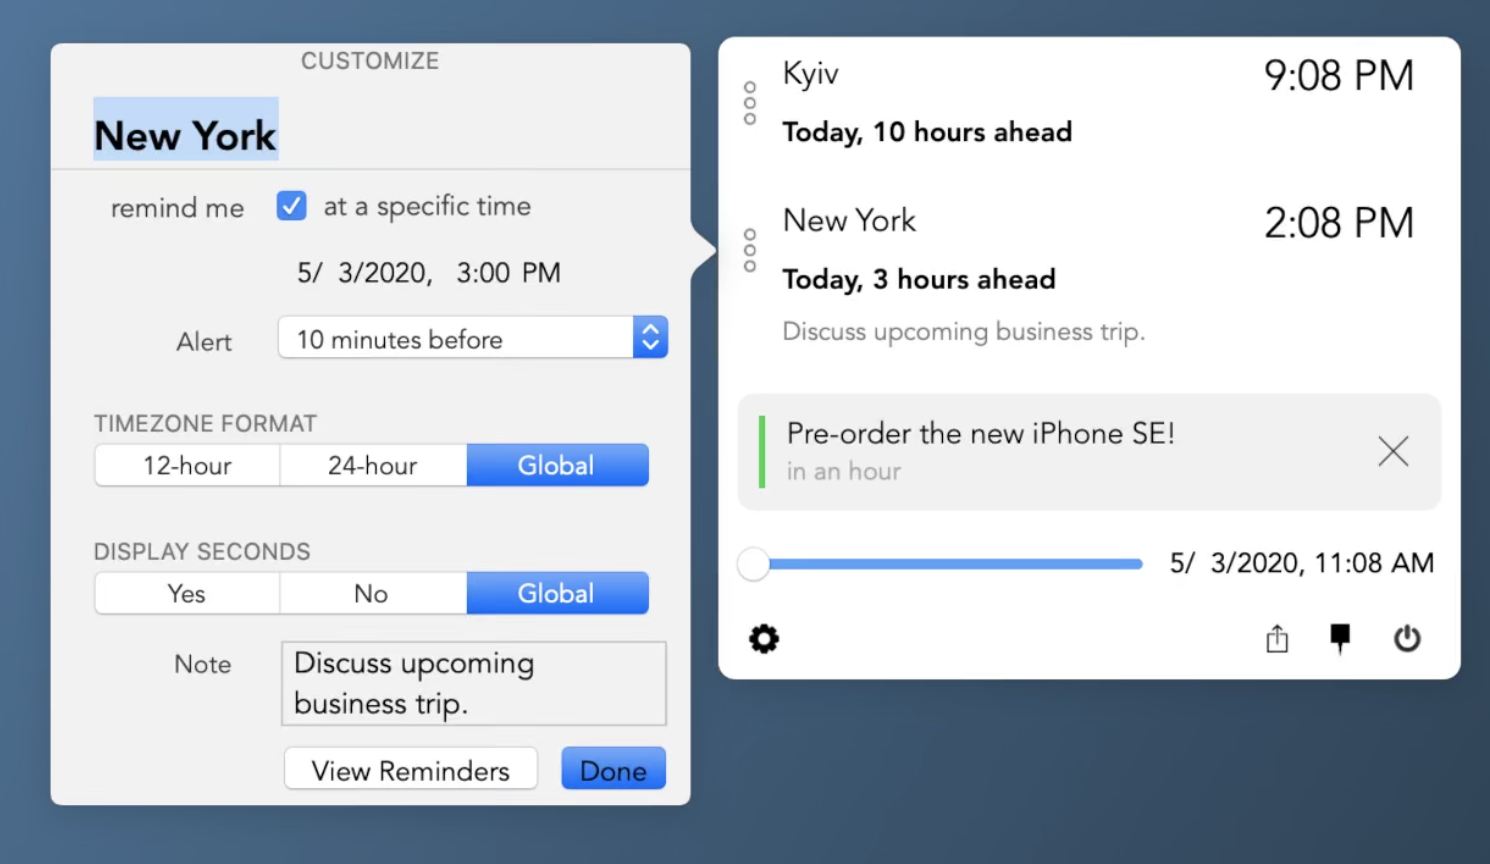 CUSTOMIZE
New York
remind me at a specific time
5/ 3/2020, 3:00 PM
Alert 10 minutes before
TIMEZONE FORMAT
12-hour 24-hour Global
DISPLAY SECONDS
Yes No Global
Note Discuss upcoming
business trip.
View Reminders Done
Kyiv 9:08 PM
Today, 10 hours ahead
New York 2:08 PM
Today, 3 hours ahead
Discuss upcoming business trip.
Pre-order the new iPhone SE!
in an hour
5/ 3/2020, 11:08 AM